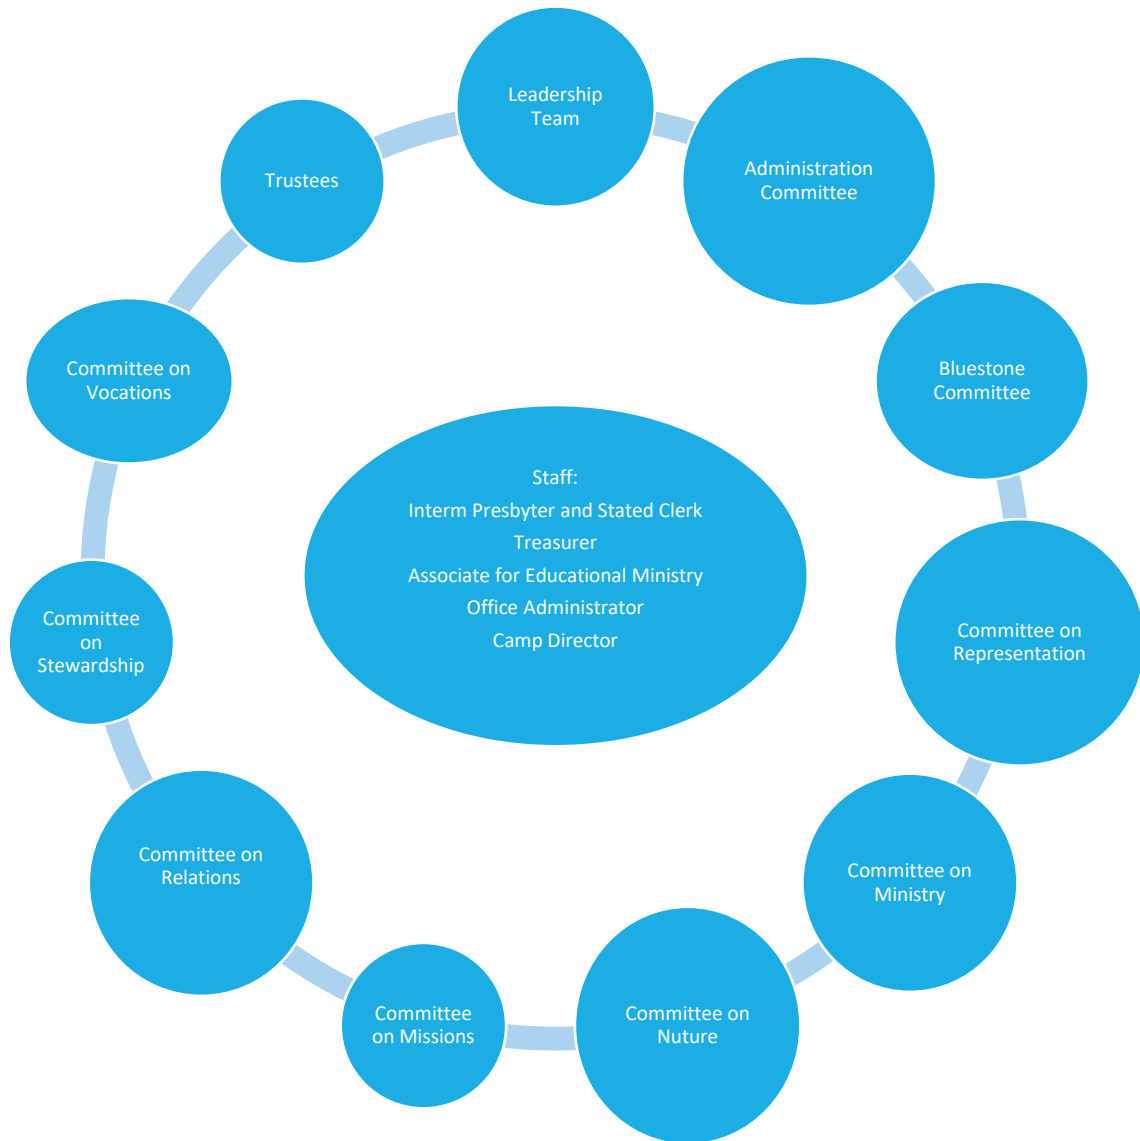 Leadership
Team
Administration
Committee
Bluestone
Committee
Committee on
Representation
Committee on
Ministry
Committee on
Nuture
Committee
on Missions
Committee on
Relations
Committee
on
Stewardship
Committee on
Vocations
Trustees
Staff:
Interm Presbyter and Stated Clerk
Treasurer
Associate for Educational Ministry
Office Administrator
Camp Director